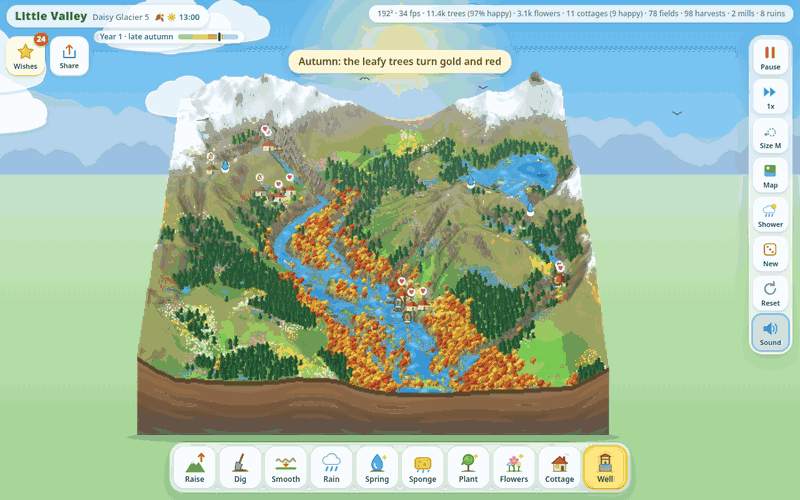 Little Valley Daisy Glacier 5 13:00
192² · 34 fps · 11.4k trees (97% happy) · 3.1k flowers · 11 cottages (9 happy) · 78 fields · 98 harvests · 2 mills · 8 ruins
Year 1 · late autumn
24
Wishes
Share
Autumn: the leafy trees turn gold and red
Pause
1x
Size M
Map
Shower
New
Reset
Sound
Raise
Dig
Smooth
Rain
Spring
Sponge
Plant
Flowers
Cottage
Well